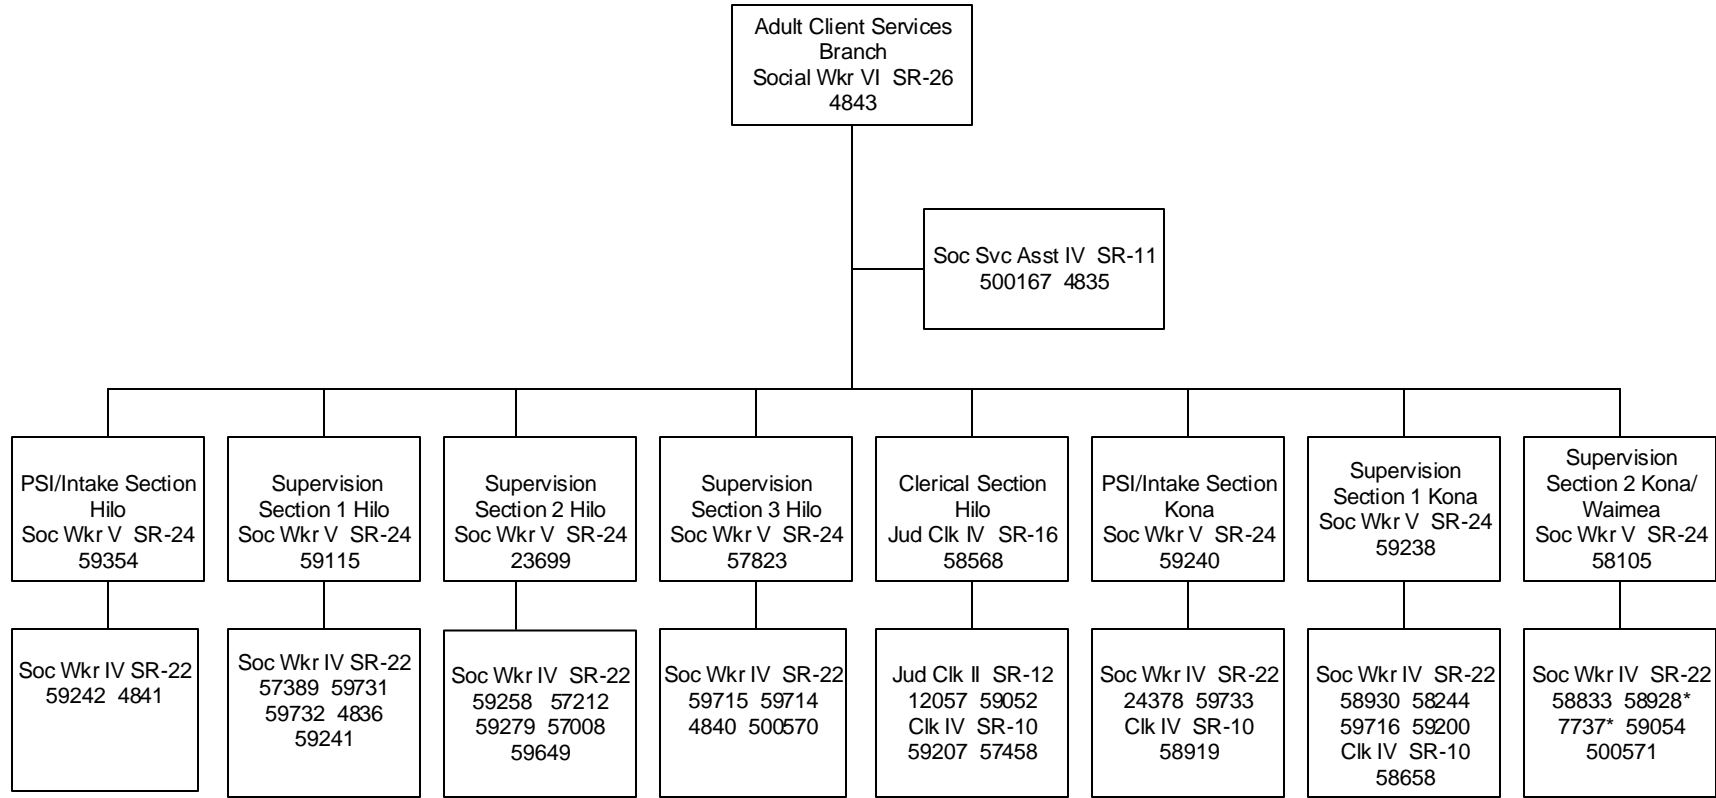 Adult Client Services
Branch
Social Wkr VI SR-26
4843
Soc Svc Asst IV SR-11
500167 4835
PSI/Intake Section
Hilo
Soc Wkr V SR-24
59354
Supervision
Section 1 Hilo
Soc Wkr V SR-24
59115
Supervision
Section 2 Hilo
Soc Wkr V SR-24
23699
Supervision
Section 3 Hilo
Soc Wkr V SR-24
57823
Clerical Section
Hilo
Jud Clk IV SR-16
58568
PSI/Intake Section
Kona
Soc Wkr V SR-24
59240
Supervision
Section 1 Kona
Soc Wkr V SR-24
59238
Supervision
Section 2 Kona/
Waimea
Soc Wkr V SR-24
58105
Soc Wkr IV SR-22
59242 4841
Soc Wkr IV SR-22
57389 59731
59732 4836
59241
Soc Wkr IV SR-22
59258 57212
59279 57008
59649
Soc Wkr IV SR-22
59715 59714
4840 500570
Jud Clk II SR-12
12057 59052
Clk IV SR-10
59207 57458
Soc Wkr IV SR-22
24378 59733
Clk IV SR-10
58919
Soc Wkr IV SR-22
58930 58244
59716 59200
Clk IV SR-10
58658
Soc Wkr IV SR-22
58833 58928*
7737* 59054
500571